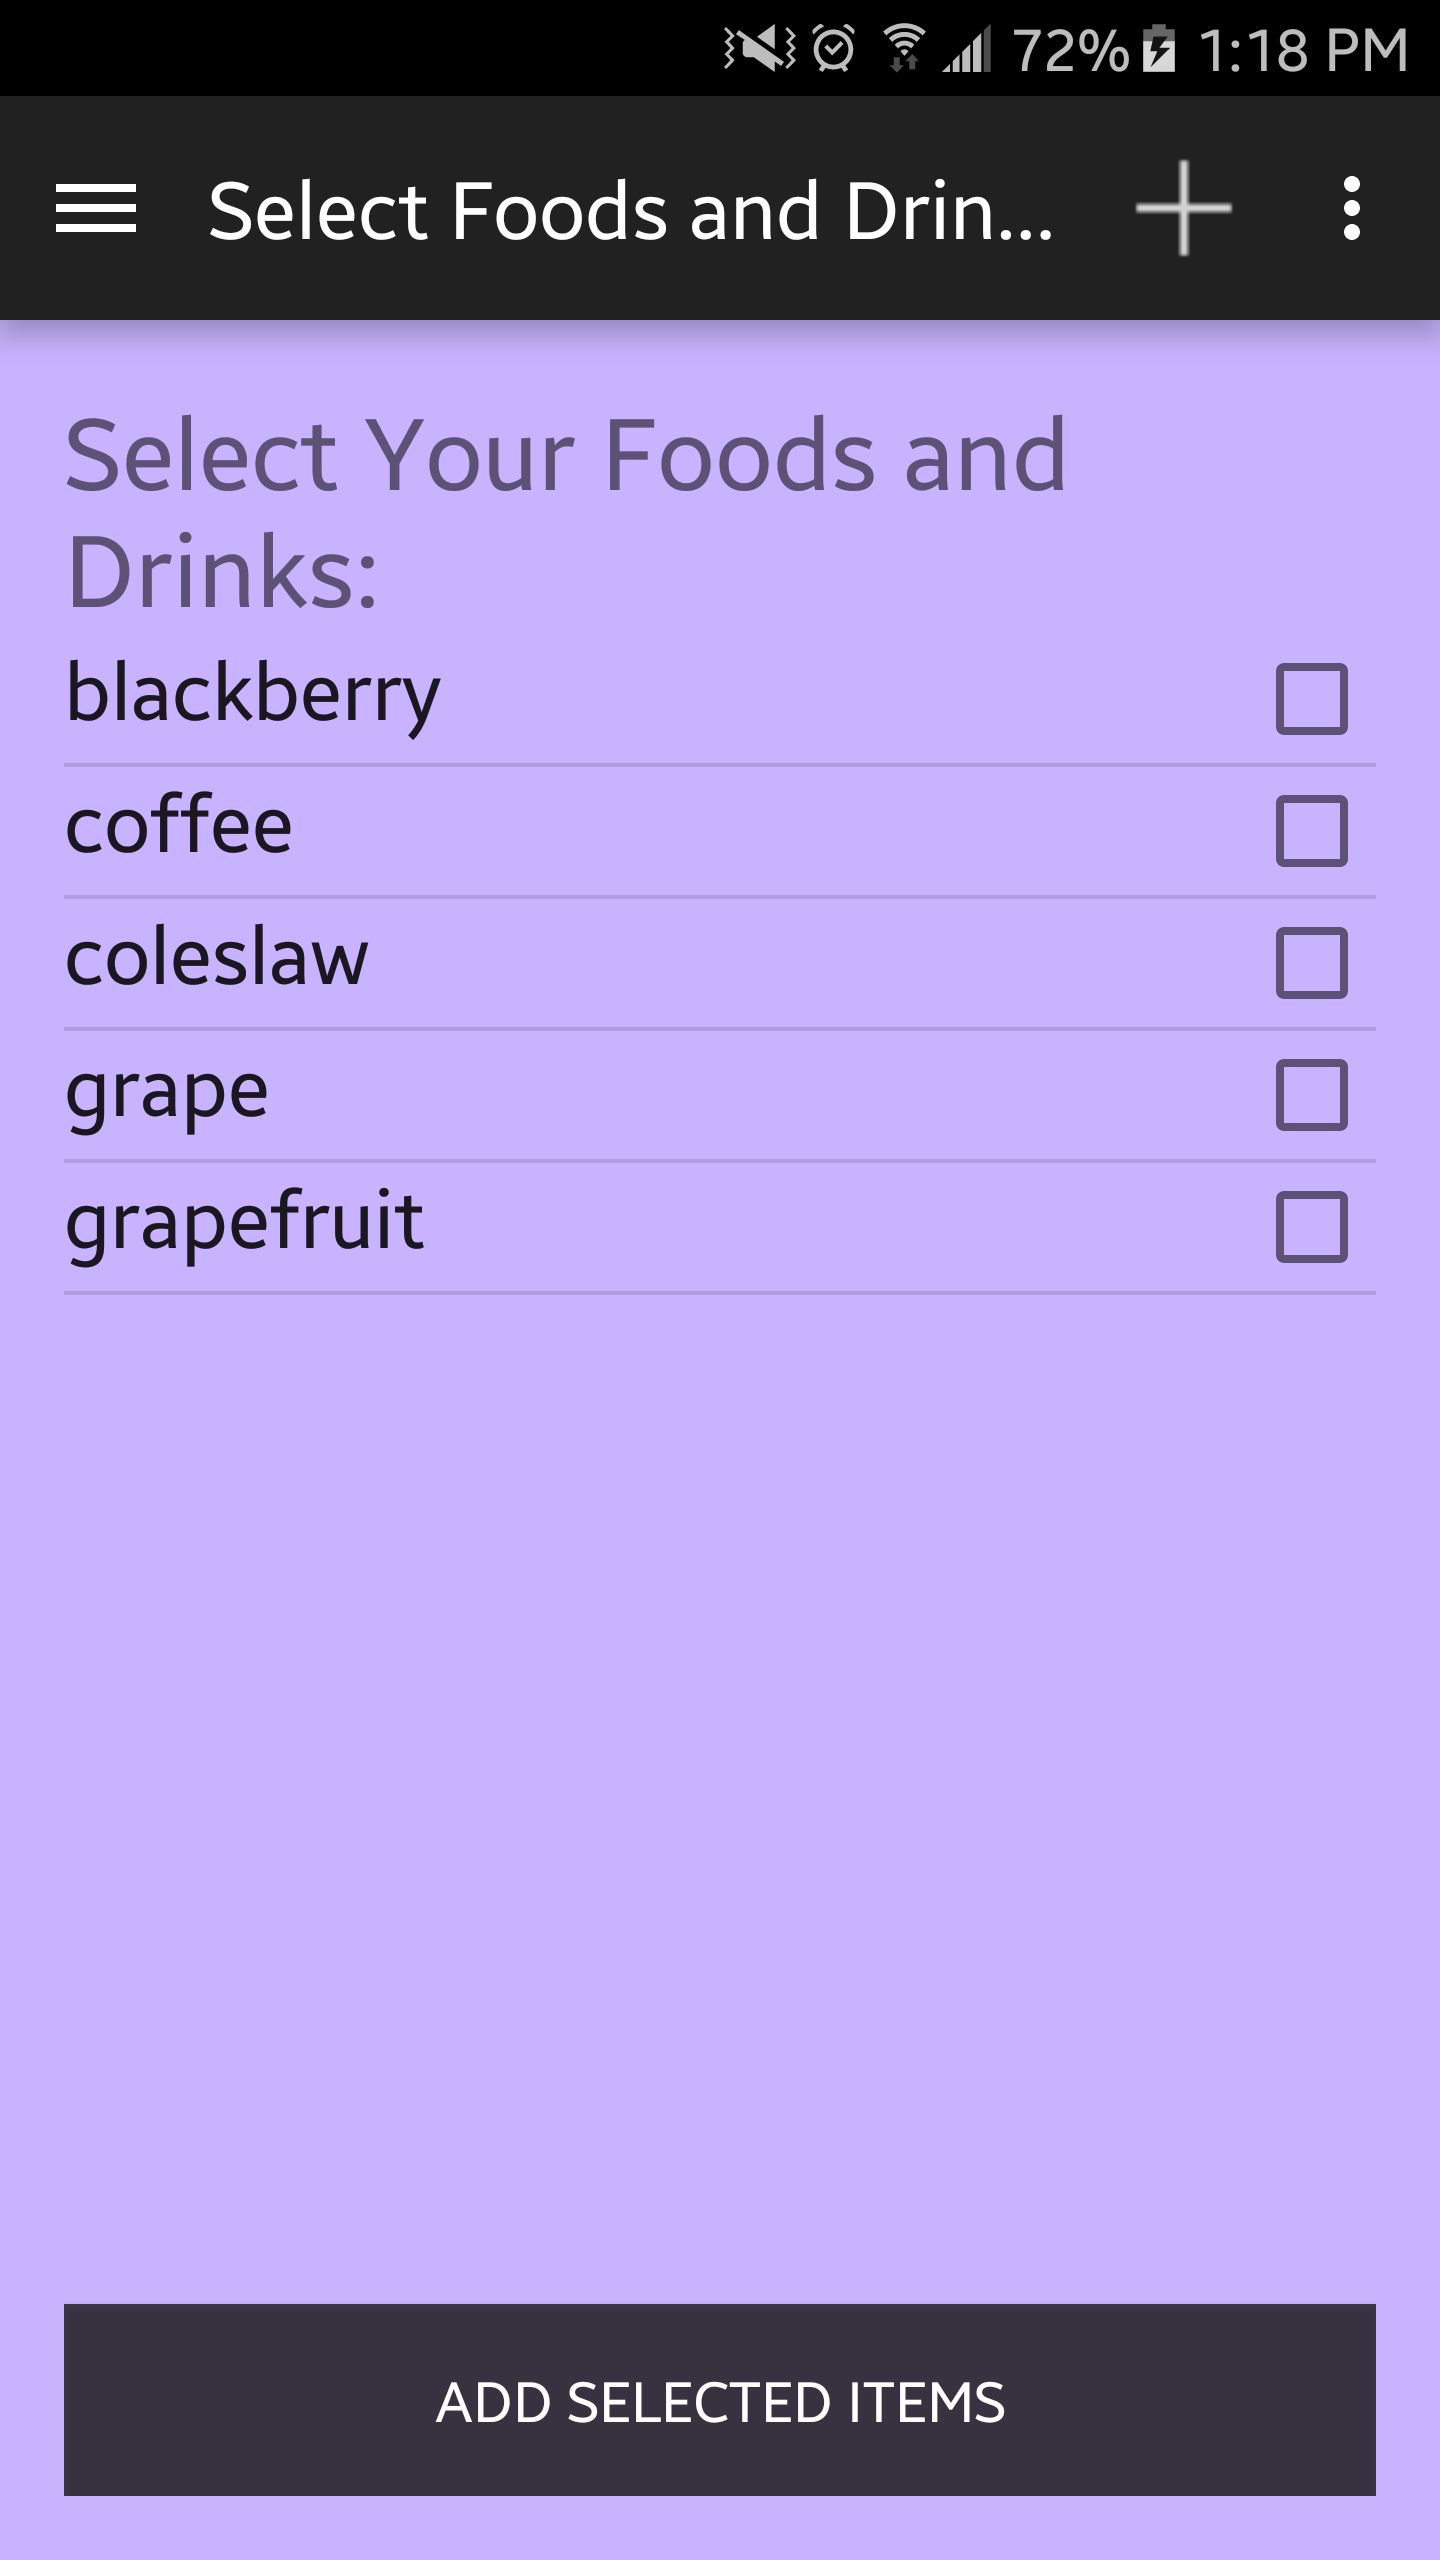 72% 1:18 PM
Select Foods and Drin...
Select Your Foods and
Drinks:
blackberry
coffee
coleslaw
grape
grapefruit
ADD SELECTED ITEMS